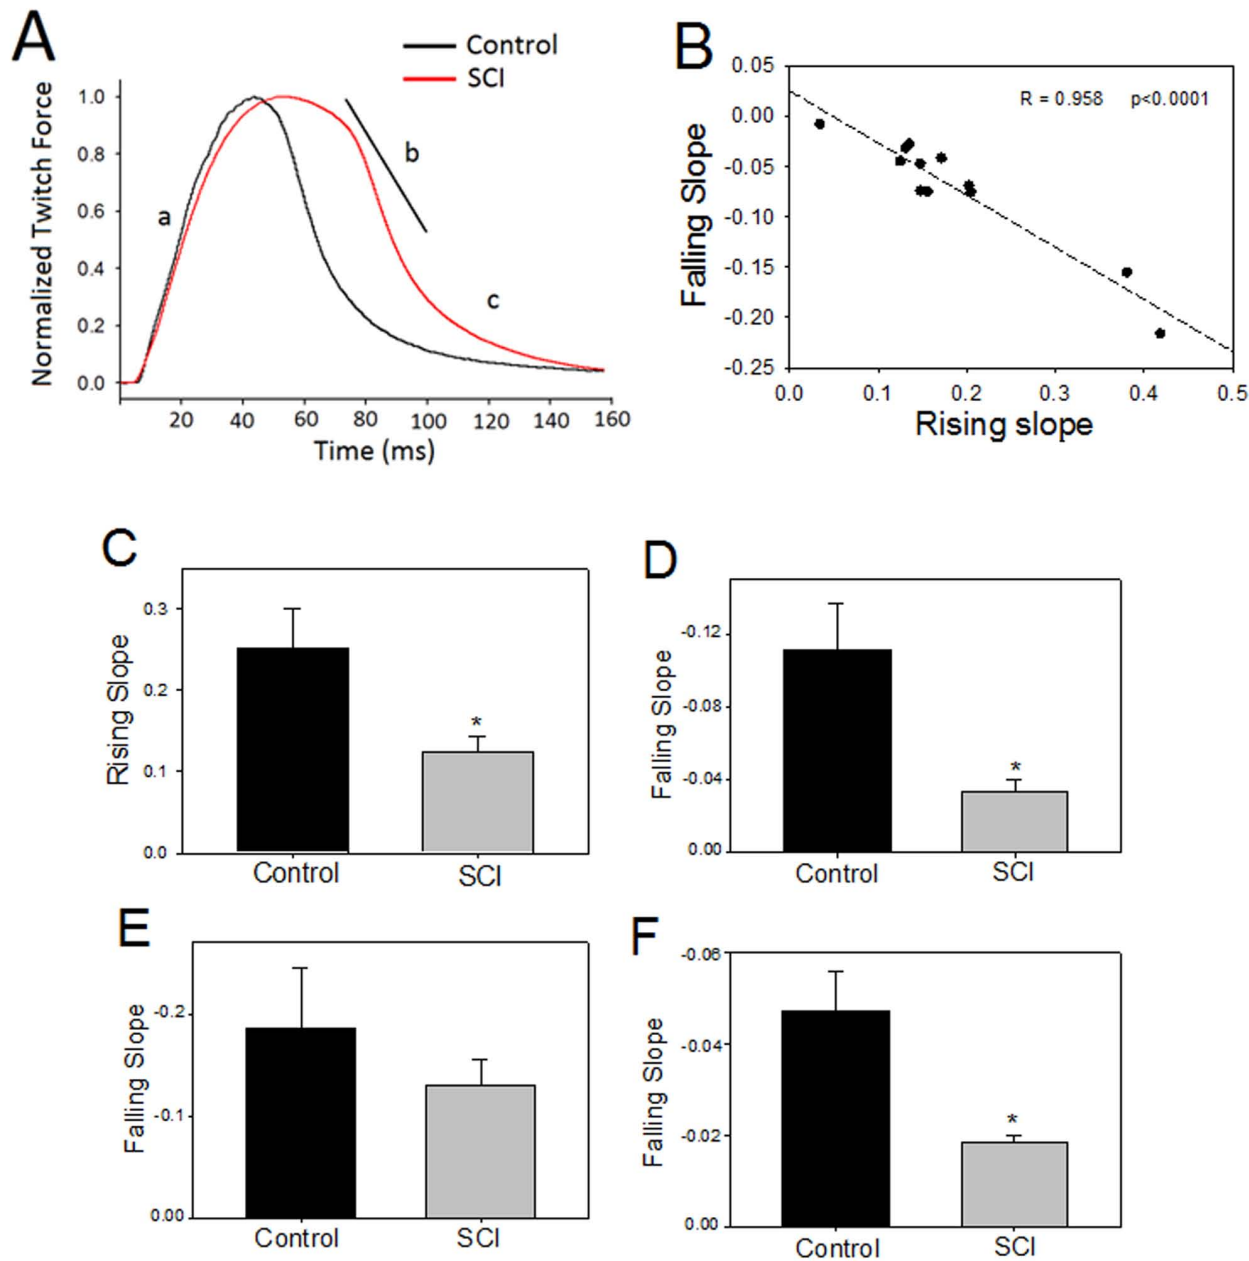 A
Control
SCI
Normalized Twitch Force
1.0
0.8
0.6
0.4
0.2
0.0
a
b
c
20 40 60 80 100 120 140 160
Time (ms)
B
R = 0.958 p<0.0001
Falling Slope
0.05
0.00
-0.05
-0.10
-0.15
-0.20
-0.25
0.0 0.1 0.2 0.3 0.4 0.5
Rising slope
C
Rising Slope
0.3
0.2
0.1
0.0
*
Control SCI
D
Falling Slope
-0.12
-0.08
-0.04
0.00
*
Control SCI
E
Falling Slope
-0.2
-0.1
0.00
Control SCI
F
Falling Slope
-0.06
-0.04
-0.02
0.00
*
Control SCI